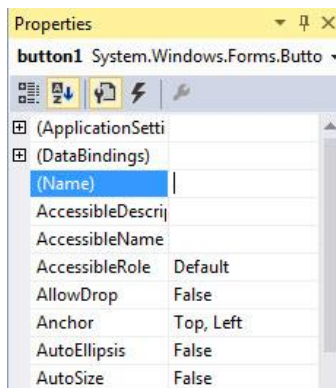 Properties
button1 System.Windows.Forms.Butto
(ApplicationSetti
(DataBindings)
(Name)
AccessibleDescrip
AccessibleName
AccessibleRole Default
AllowDrop False
Anchor Top, Left
AutoEllipsis False
AutoSize False